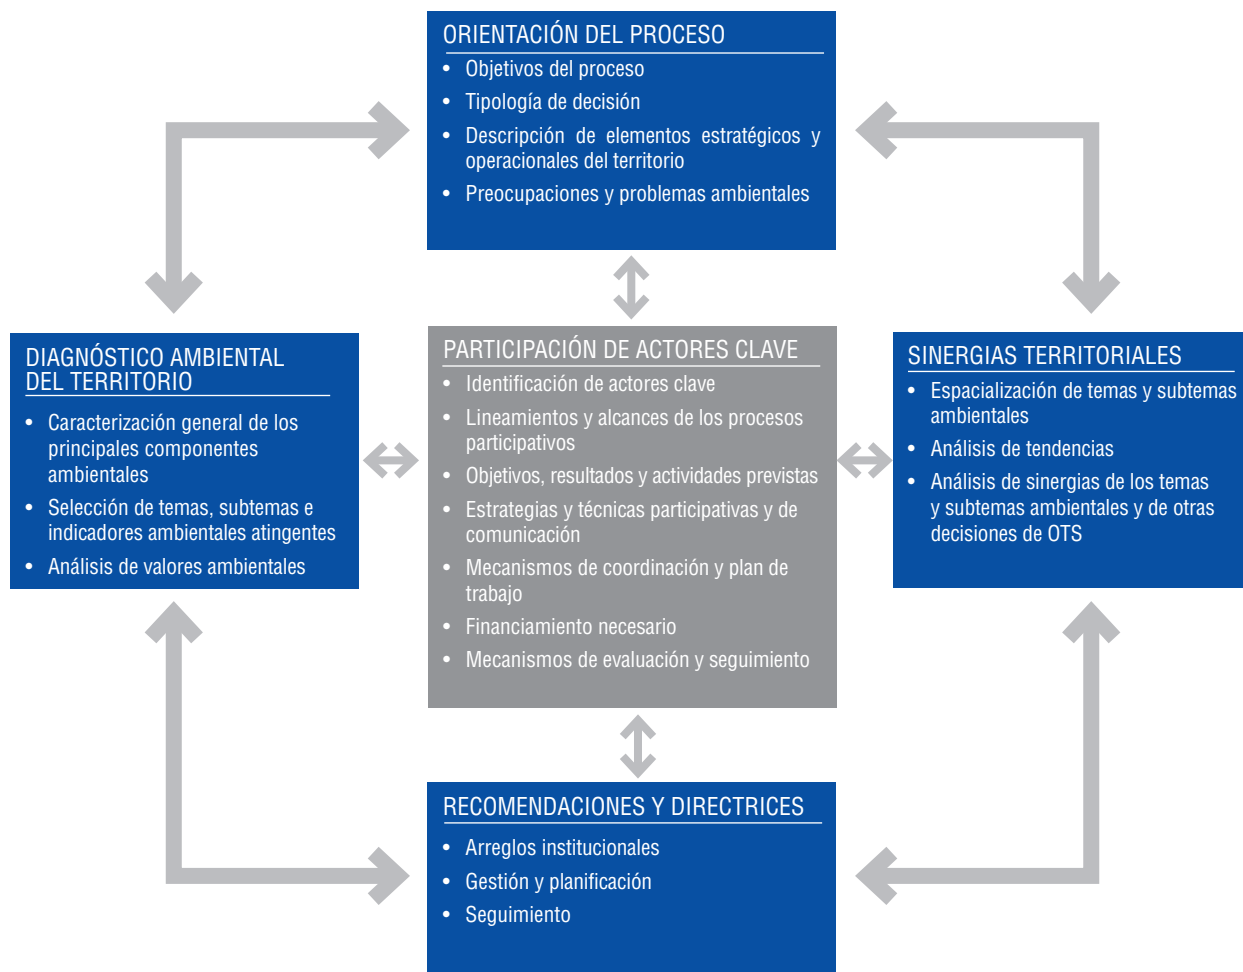 ORIENTACIÓN DEL PROCESO
• Objetivos del proceso
• Tipología de decisión
• Descripción de elementos estratégicos y
operacionales del territorio
• Preocupaciones y problemas ambientales
DIAGNÓSTICO AMBIENTAL
DEL TERRITORIO
• Caracterización general de los
principales componentes
ambientales
• Selección de temas, subtemas e
indicadores ambientales atingentes
• Análisis de valores ambientales
PARTICIPACIÓN DE ACTORES CLAVE
• Identificación de actores clave
• Lineamientos y alcances de los procesos
participativos
• Objetivos, resultados y actividades previstas
• Estrategias y técnicas participativas y de
comunicación
• Mecanismos de coordinación y plan de
trabajo
• Financiamiento necesario
• Mecanismos de evaluación y seguimiento
SINERGIAS TERRITORIALES
• Espacialización de temas y subtemas
ambientales
• Análisis de tendencias
• Análisis de sinergias de los temas
y subtemas ambientales y de otras
decisiones de OTS
RECOMENDACIONES Y DIRECTRICES
• Arreglos institucionales
• Gestión y planificación
• Seguimiento